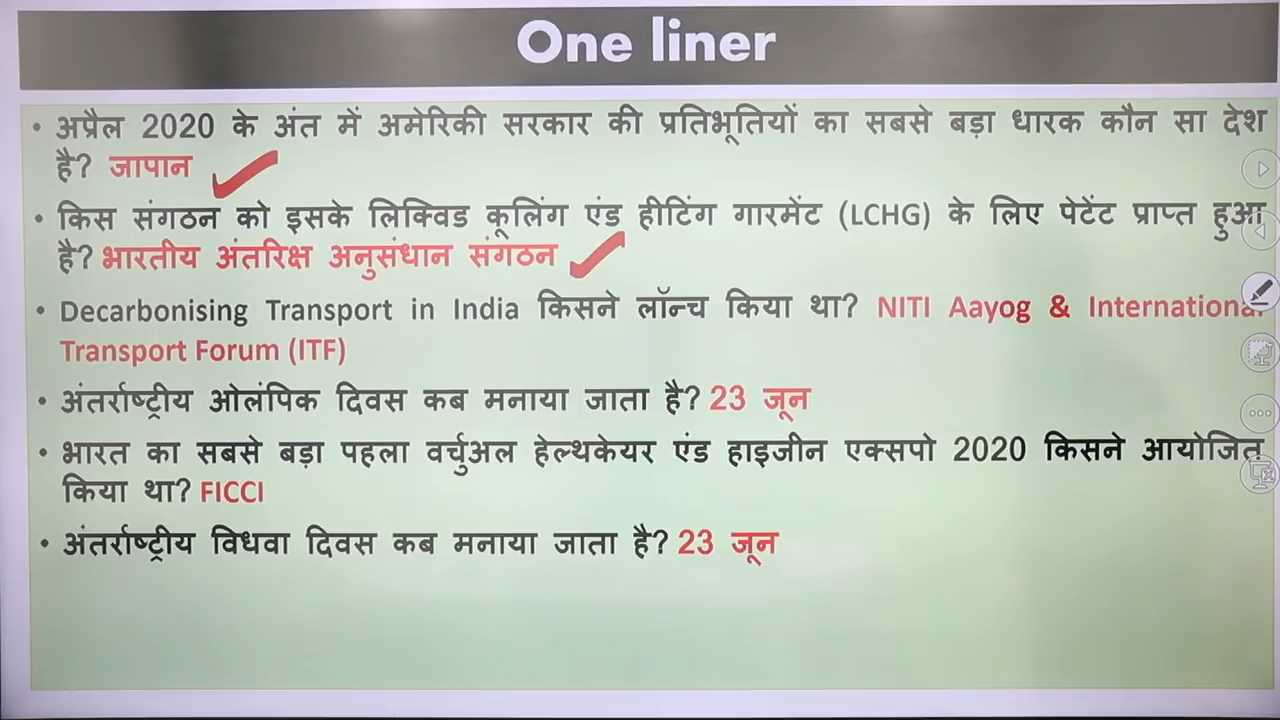 One liner
• अप्रैल 2020 के अंत में अमेरिकी सरकार की प्रतिभूतियों का सबसे बड़ा धारक कौन सा देश
है? जापान
• किस संगठन को इसके लिक्विड कूलिंग एंड हीटिंग गारमेंट (LCHG) के लिए पेटेंट प्राप्त हुआ
है? भारतीय अंतरिक्ष अनुसंधान संगठन
• Decarbonising Transport in India किसने लॉन्च किया था? NITI Aayog & International
Transport Forum (ITF)
• अंतर्राष्ट्रीय ओलंपिक दिवस कब मनाया जाता है? 23 जून
• भारत का सबसे बड़ा पहला वर्चुअल हेल्थकेयर एंड हाइजीन एक्सपो 2020 किसने आयोजित
किया था? FICCI
• अंतर्राष्ट्रीय विधवा दिवस कब मनाया जाता है? 23 जून